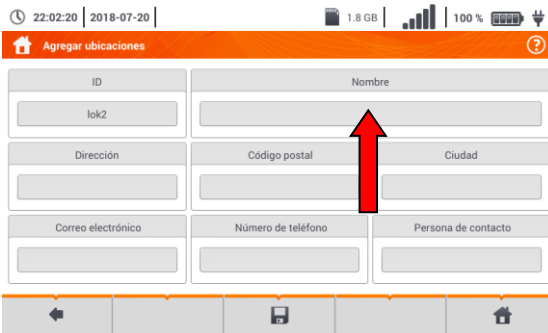 22:02:20 2018-07-20 1.8 GB 100 %
Agregar ubicaciones ?
ID Nombre
lok2
Dirección Código postal Ciudad
Correo electrónico Número de teléfono Persona de contacto